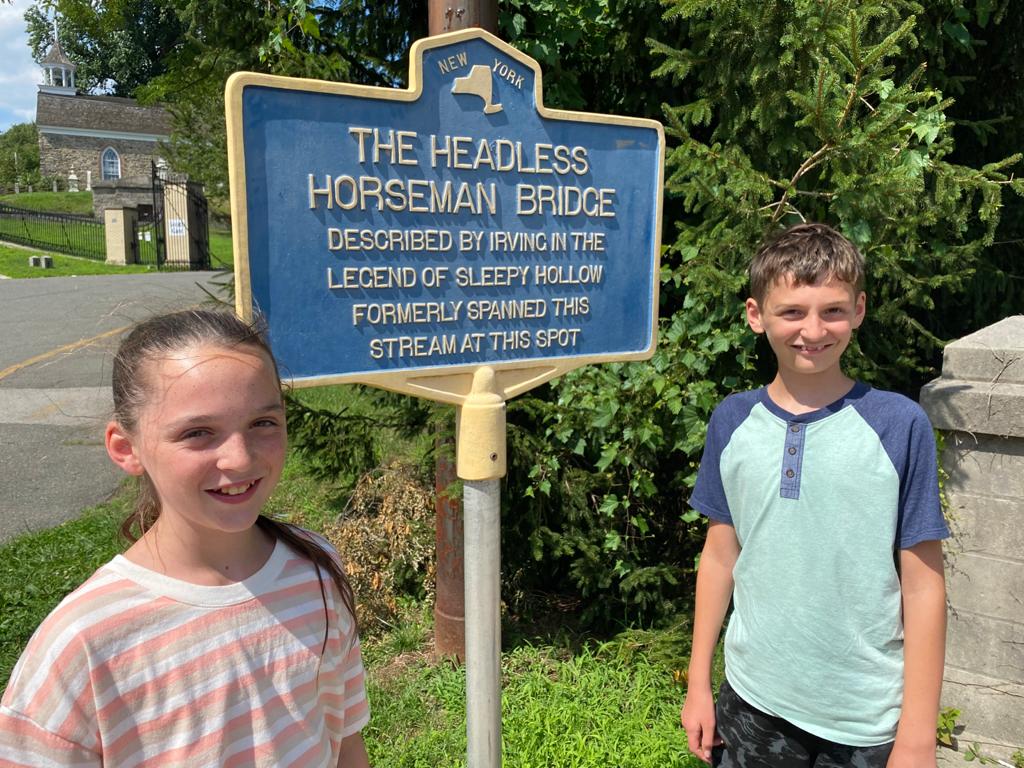 NEW YORK
THE HEADLESS
HORSEMAN BRIDGE
DESCRIBED BY IRVING IN THE
LEGEND OF SLEEPY HOLLOW
FORMERLY SPANNED THIS
STREAM AT THIS SPOT